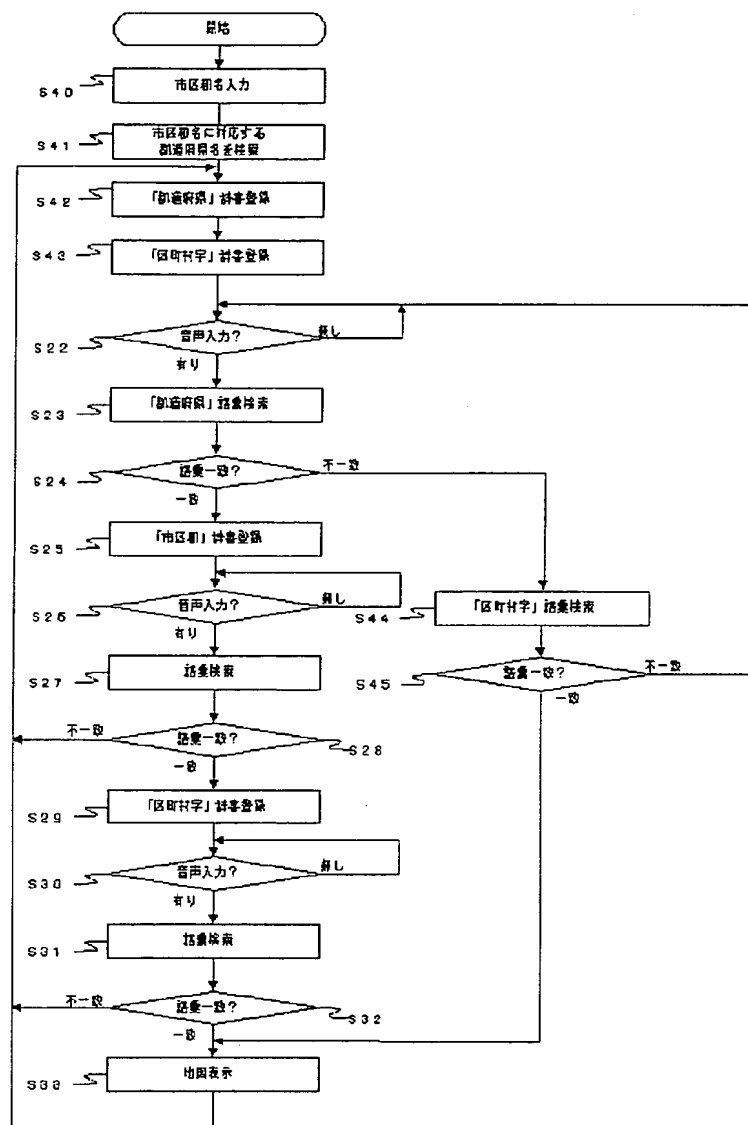 開始
市区郡名入力
S40
市区郡名に対応する
都道府県名を検索
S41
「都道府県」辞書登録
S42
「区町村字」辞書登録
S43
音声入力?
無し
S22
有り
「都道府県」語彙検索
S23
語彙一致?
不一致
S24
一致
「市区郡」辞書登録
S25
音声入力?
無し
S26
有り
「区町村字」語彙検索
S44
語彙検索
S27
語彙一致?
不一致
S45
一致
不一致
語彙一致?
S28
一致
「区町村字」辞書登録
S29
音声入力?
無し
S30
有り
語彙検索
S31
不一致
語彙一致?
S32
一致
地図表示
S33